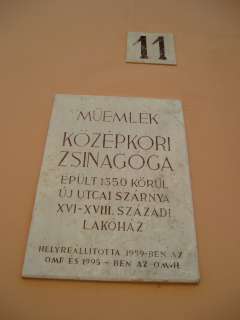 11
MŰEMLÉK
KÖZÉPKORI
ZSINAGÓGA
ÉPÜLT 1350 KÖRÜL
ÚJ UTCAI SZÁRNYA
XVI-XVIII. SZÁZADI
LAKÓHÁZ
HELYREÁLLÍTOTTA 1959-BEN AZ
OMF ÉS 1995-BEN AZ OMvH.